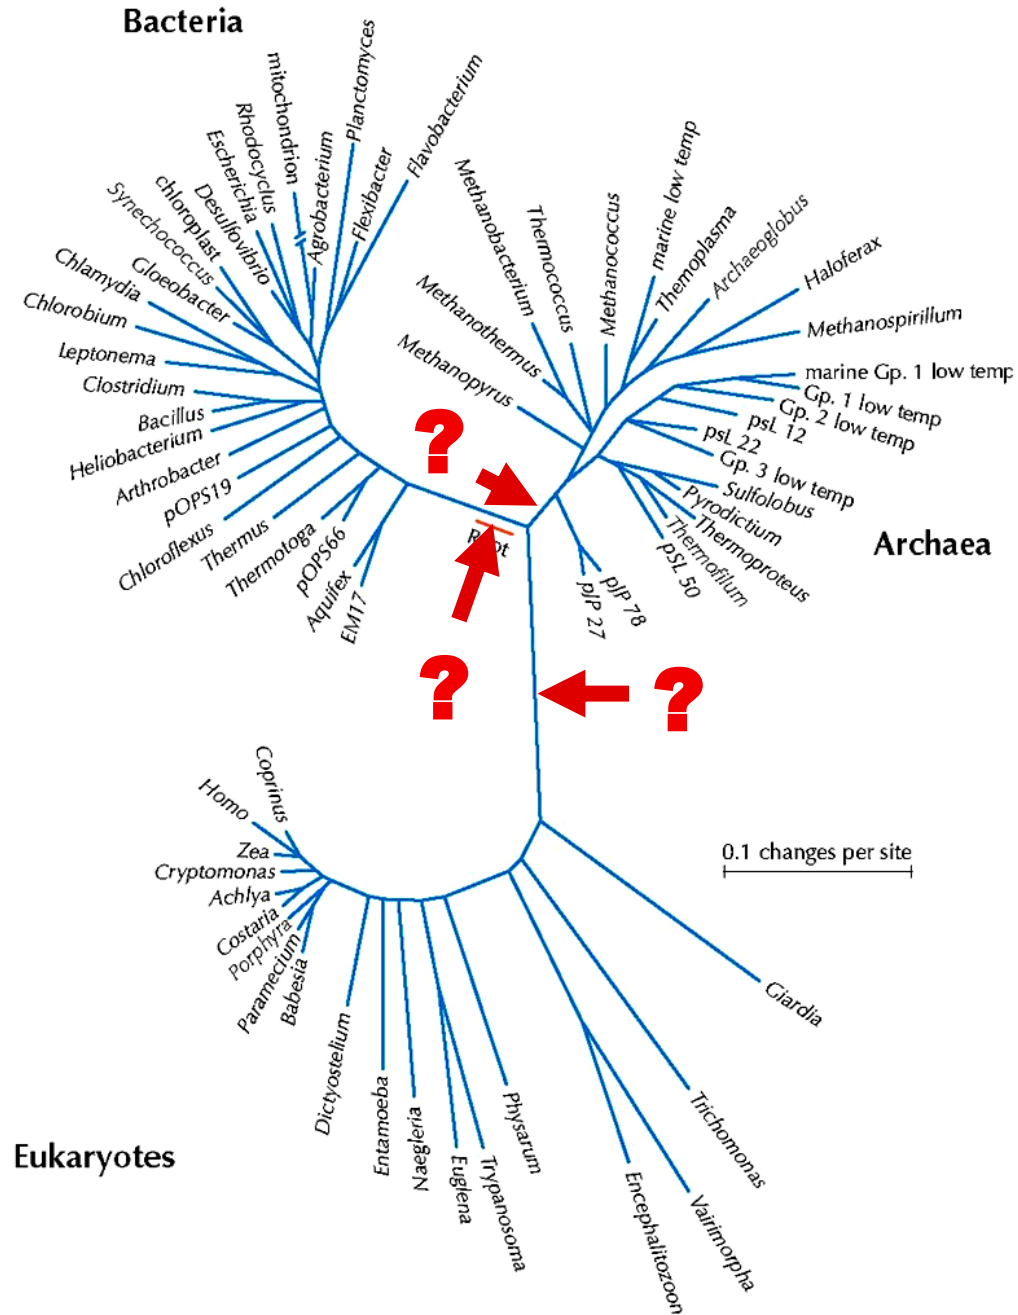 Bacteria
mitochondrion
Planctomyces
Flavobacterium
Rhodocyclus
Escherichia
Agrobacterium
Flexibacter
Desulfovibrio
chloroplast
Synechococcus
Gloeobacter
Chlamydia
Chlorobium
Leptonema
Clostridium
Bacillus
Heliobacterium
Arthrobacter
pOPS19
Chloroflexus
Thermus
Thermotoga
pOPS66
Aquifex
EM17
Methanobacterium
Thermococcus
Methanococcus
marine low temp
Thermoplasma
Archaeoglobus
Haloferax
Methanospirillum
Methanothermus
Methanopyrus
marine Gp. 1 low temp
Gp. 1 low temp
Gp. 2 low temp
psL 12
psL 22
Gp. 3 low temp
Sulfolobus
Pyrodictium
Thermoproteus
Thermofilum
pSL 50
pJP 78
pJP 27
Archaea
?
?
?
Coprinus
Homo
Zea
Cryptomonas
Achlya
Costaria
Porphyra
Paramecium
Babesia
Dictyostelium
Entamoeba
Naegleria
Euglena
Trypanosoma
Physarum
Encephalitozoon
Vairimorpha
Trichomonas
Giardia
0.1 changes per site
Eukaryotes